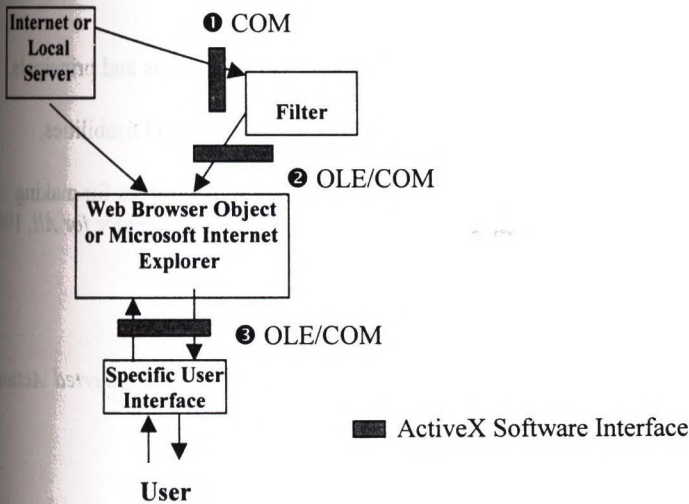 Internet or
Local
Server
❶ COM
Filter
❷ OLE/COM
Web Browser Object
or Microsoft Internet
Explorer
❸ OLE/COM
Specific User
Interface
ActiveX Software Interface
User